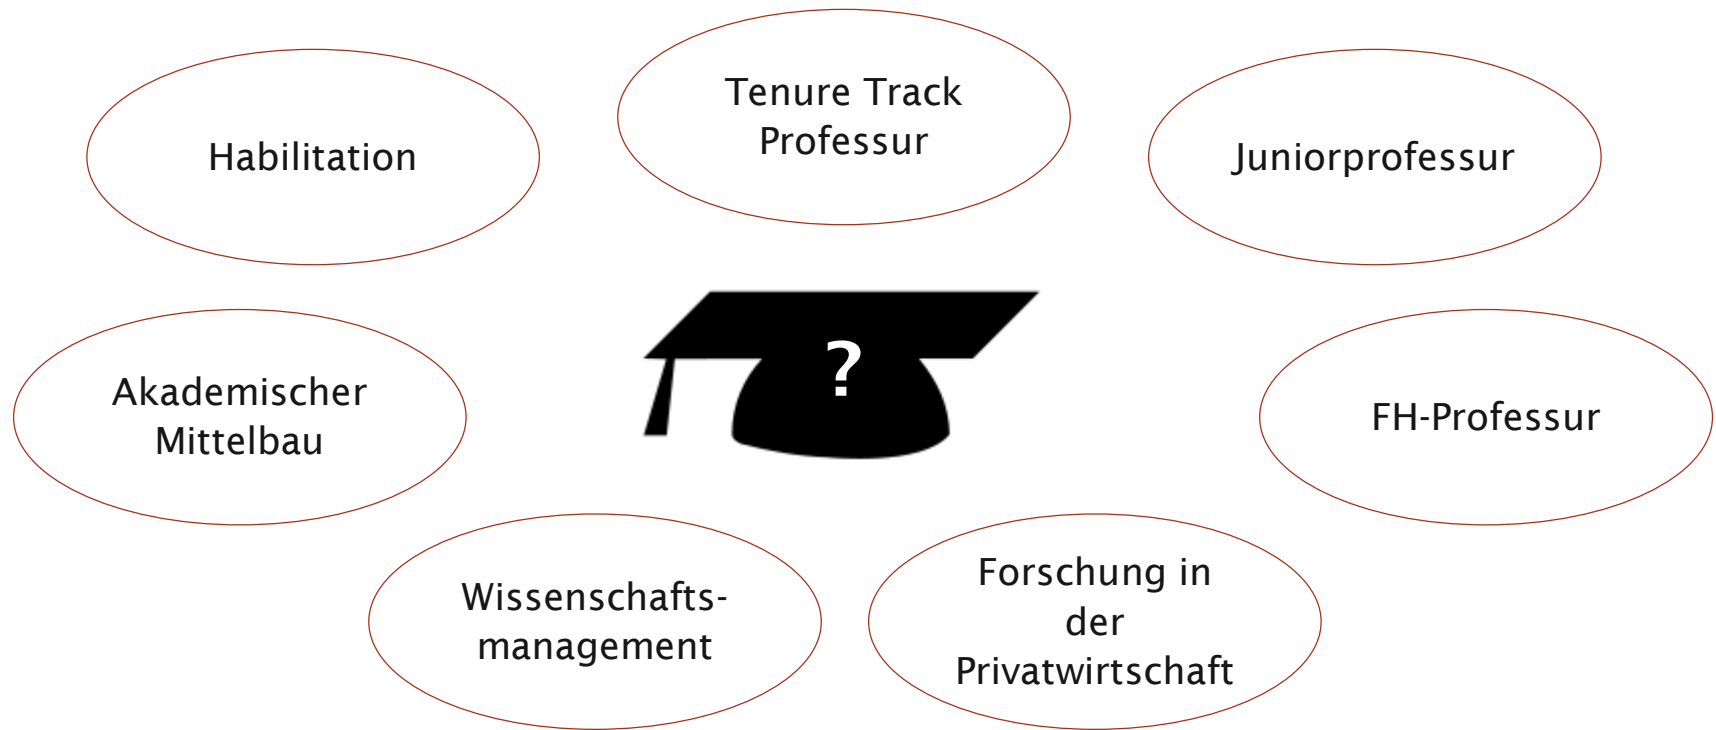 Habilitation
Tenure Track
Professur
Juniorprofessur
Akademischer
Mittelbau
?
FH-Professur
Wissenschafts-
management
Forschung in
der
Privatwirtschaft